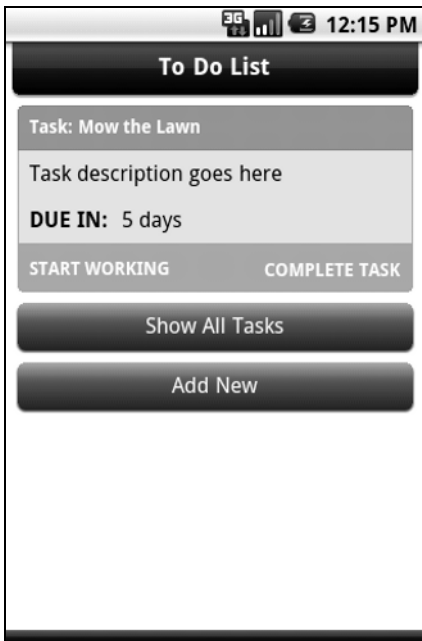 3G 12:15 PM
To Do List
Task: Mow the Lawn
Task description goes here
DUE IN: 5 days
START WORKING COMPLETE TASK
Show All Tasks
Add New